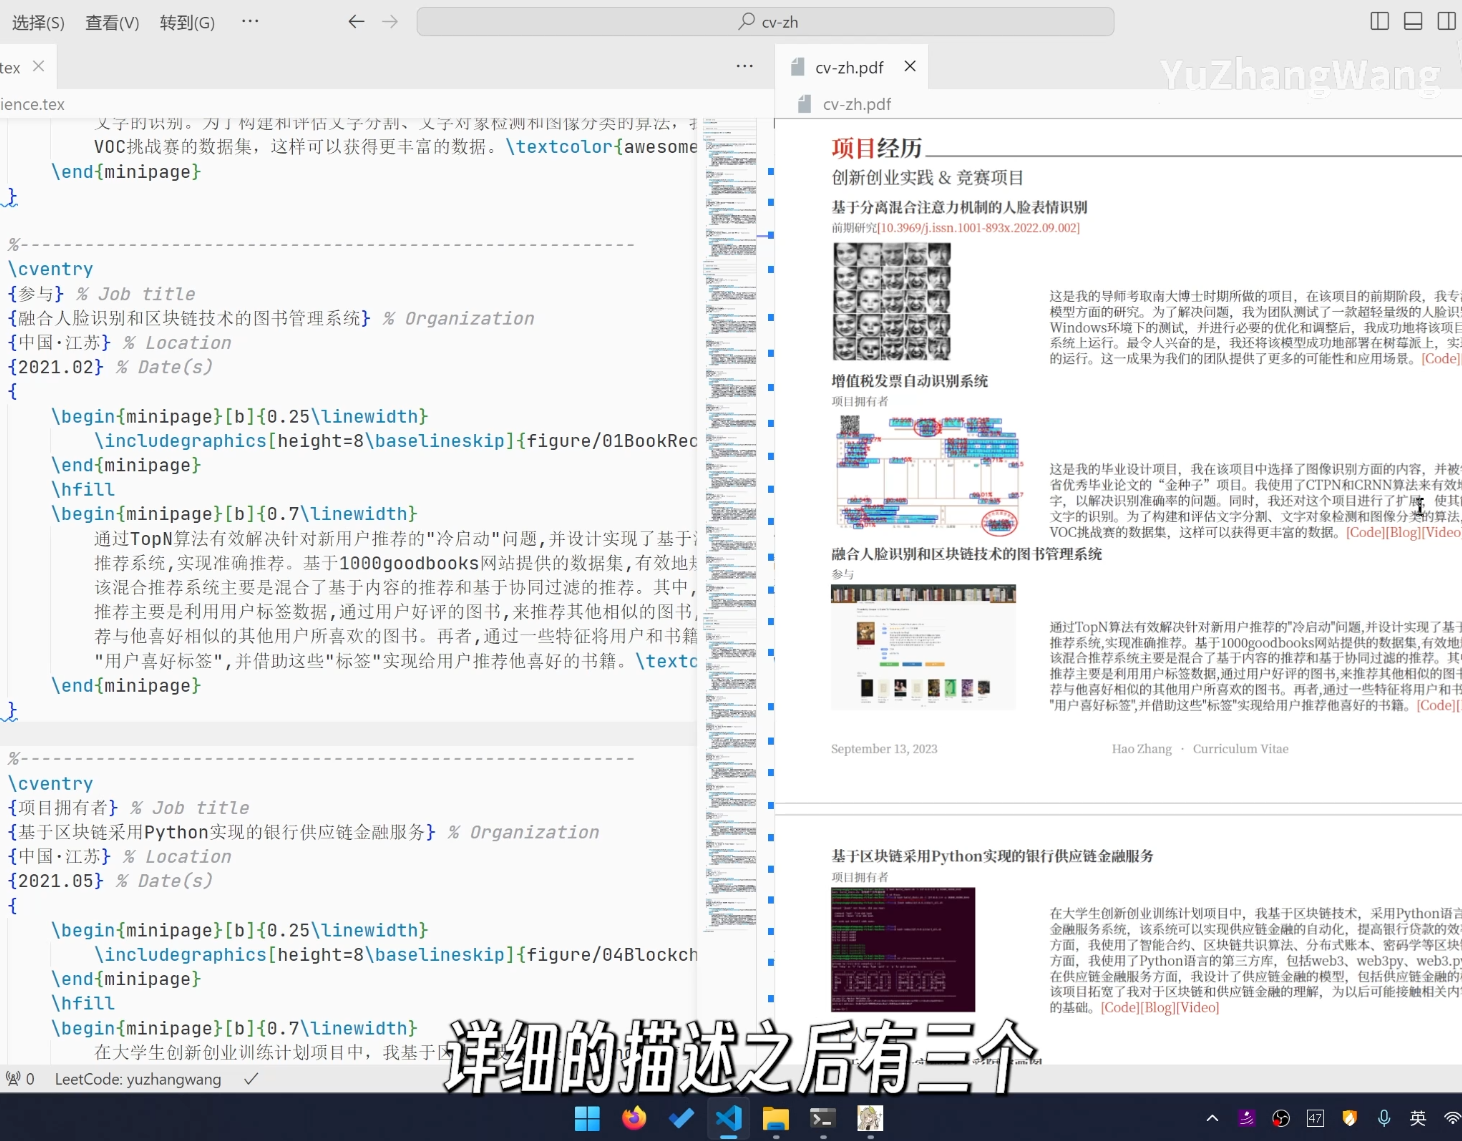 选择(S) 查看(V) 转到(G) ···
cv-zh
tex
cv-zh.pdf
YuZhangWang
ience.tex
cv-zh.pdf
文字的识别。为了构建和评估文字分割、文字对象检测和图像分类的算法，
VOC挑战赛的数据集，这样可以获得更丰富的数据。\textcolor{awesome
\end{minipage}
}
%---------------------------------------------------------
\cventry
{参与} % Job title
{融合人脸识别和区块链技术的图书管理系统} % Organization
{中国·江苏} % Location
{2021.02} % Date(s)
{
\begin{minipage}[b]{0.25\linewidth}
\includegraphics[height=8\baselineskip]{figure/01BookRec
\end{minipage}
\hfill
\begin{minipage}[b]{0.7\linewidth}
通过TopN算法有效解决针对新用户推荐的"冷启动"问题,并设计实现了基于
推荐系统,实现准确推荐。基于1000goodbooks网站提供的数据集,有效地
该混合推荐系统主要是混合了基于内容的推荐和基于协同过滤的推荐。其中,
推荐主要是利用用户标签数据,通过用户好评的图书,来推荐其他相似的图书,
荐与他喜好相似的其他用户所喜欢的图书。再者,通过一些特征将用户和书籍
"用户喜好标签",并借助这些"标签"实现给用户推荐他喜好的书籍。\textc
\end{minipage}
}
%---------------------------------------------------------
\cventry
{项目拥有者} % Job title
{基于区块链采用Python实现的银行供应链金融服务} % Organization
{中国·江苏} % Location
{2021.05} % Date(s)
{
\begin{minipage}[b]{0.25\linewidth}
\includegraphics[height=8\baselineskip]{figure/04Blockch
\end{minipage}
\hfill
\begin{minipage}[b]{0.7\linewidth}
在大学生创新创业训练计划项目中，我基于区
项目经历
创新创业实践 & 竞赛项目
基于分离混合注意力机制的人脸表情识别
前期研究[10.3969/j.issn.1001-893x.2022.09.002]
这是我的导师考取南大博士时期所做的项目，在该项目的前期阶段，我专
模型方面的研究。为了解决问题，我为团队测试了一款超轻量级的人脸识
Windows环境下的测试，并进行必要的优化和调整后，我成功地将该项目
系统上运行。最令人兴奋的是，我还将该模型成功地部署在树莓派上，实
的运行。这一成果为我们的团队提供了更多的可能性和应用场景。[Code]
增值税发票自动识别系统
项目拥有者
这是我的毕业设计项目，我在该项目中选择了图像识别方面的内容，并被
省优秀毕业论文的“金种子”项目。我使用了CTPN和CRNN算法来有效地
字，以解决识别准确率的问题。同时，我还对这个项目进行了扩展，使其
文字的识别。为了构建和评估文字分割、文字对象检测和图像分类的算法，
VOC挑战赛的数据集，这样可以获得更丰富的数据。[Code][Blog][Video
融合人脸识别和区块链技术的图书管理系统
参与
通过TopN算法有效解决针对新用户推荐的"冷启动"问题,并设计实现了基于
推荐系统,实现准确推荐。基于1000goodbooks网站提供的数据集,有效地
该混合推荐系统主要是混合了基于内容的推荐和基于协同过滤的推荐。其
推荐主要是利用用户标签数据,通过用户好评的图书,来推荐其他相似的图书
荐与他喜好相似的其他用户所喜欢的图书。再者,通过一些特征将用户和书
"用户喜好标签",并借助这些"标签"实现给用户推荐他喜好的书籍。[Code]
September 13, 2023
Hao Zhang · Curriculum Vitae
基于区块链采用Python实现的银行供应链金融服务
项目拥有者
在大学生创新创业训练计划项目中，我基于区块链技术，采用Python语言
金融服务系统，该系统可以实现供应链金融的自动化，提高银行贷款的效
方面，我使用了智能合约、区块链共识算法、分布式账本、密码学等区块
方面，我使用了Python语言的第三方库，包括web3、web3py、web3.p
在供应链金融服务方面，我设计了供应链金融的模型，包括供应链金融的
该项目拓宽了我对于区块链和供应链金融的理解，为以后可能接触相关内
的基础。[Code][Blog][Video]
详细的描述之后有三个
0 LeetCode: yuzhangwang
47 英